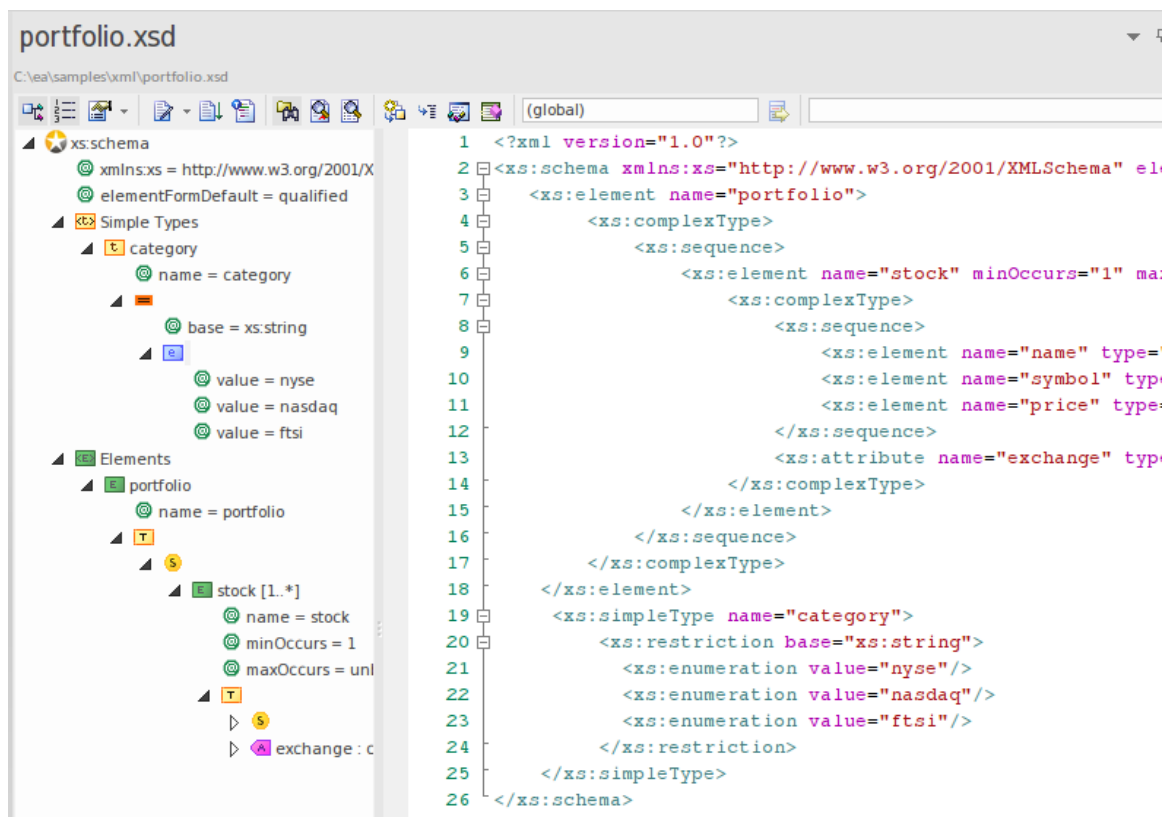 portfolio.xsd
C:\ea\samples\xml\portfolio.xsd
(global)
xs:schema
xmlns:xs = http://www.w3.org/2001/X
elementFormDefault = qualified
Simple Types
category
name = category
base = xs:string
e
value = nyse
value = nasdaq
value = ftsi
Elements
portfolio
name = portfolio
T
S
stock [1..*]
name = stock
minOccurs = 1
maxOccurs = unl
T
S
exchange : c
1 <?xml version="1.0"?>
2 <xs:schema xmlns:xs="http://www.w3.org/2001/XMLSchema" ele
3 <xs:element name="portfolio">
4 <xs:complexType>
5 <xs:sequence>
6 <xs:element name="stock" minOccurs="1" max
7 <xs:complexType>
8 <xs:sequence>
9 <xs:element name="name" type="
10 <xs:element name="symbol" type
11 <xs:element name="price" type=
12 </xs:sequence>
13 <xs:attribute name="exchange" type
14 </xs:complexType>
15 </xs:element>
16 </xs:sequence>
17 </xs:complexType>
18 </xs:element>
19 <xs:simpleType name="category">
20 <xs:restriction base="xs:string">
21 <xs:enumeration value="nyse"/>
22 <xs:enumeration value="nasdaq"/>
23 <xs:enumeration value="ftsi"/>
24 </xs:restriction>
25 </xs:simpleType>
26 </xs:schema>